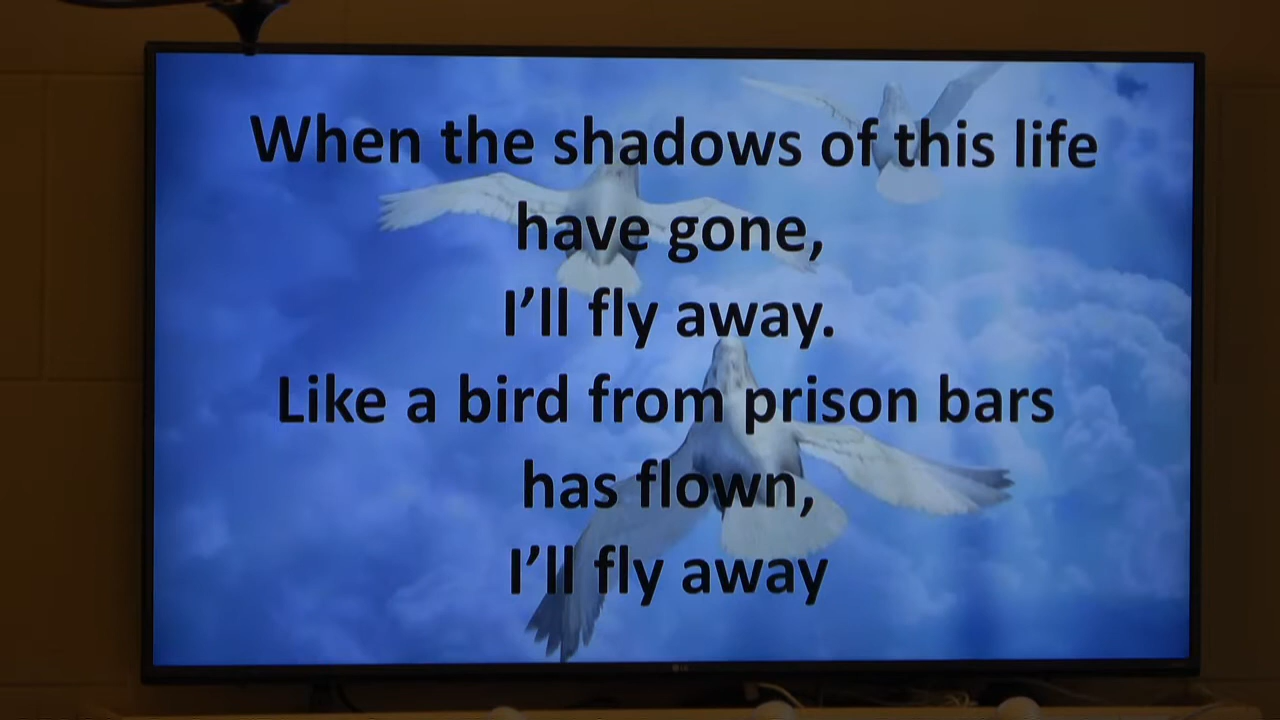 When the shadows of this life
have gone,
I’ll fly away.
Like a bird from prison bars
has flown,
I’ll fly away
LG